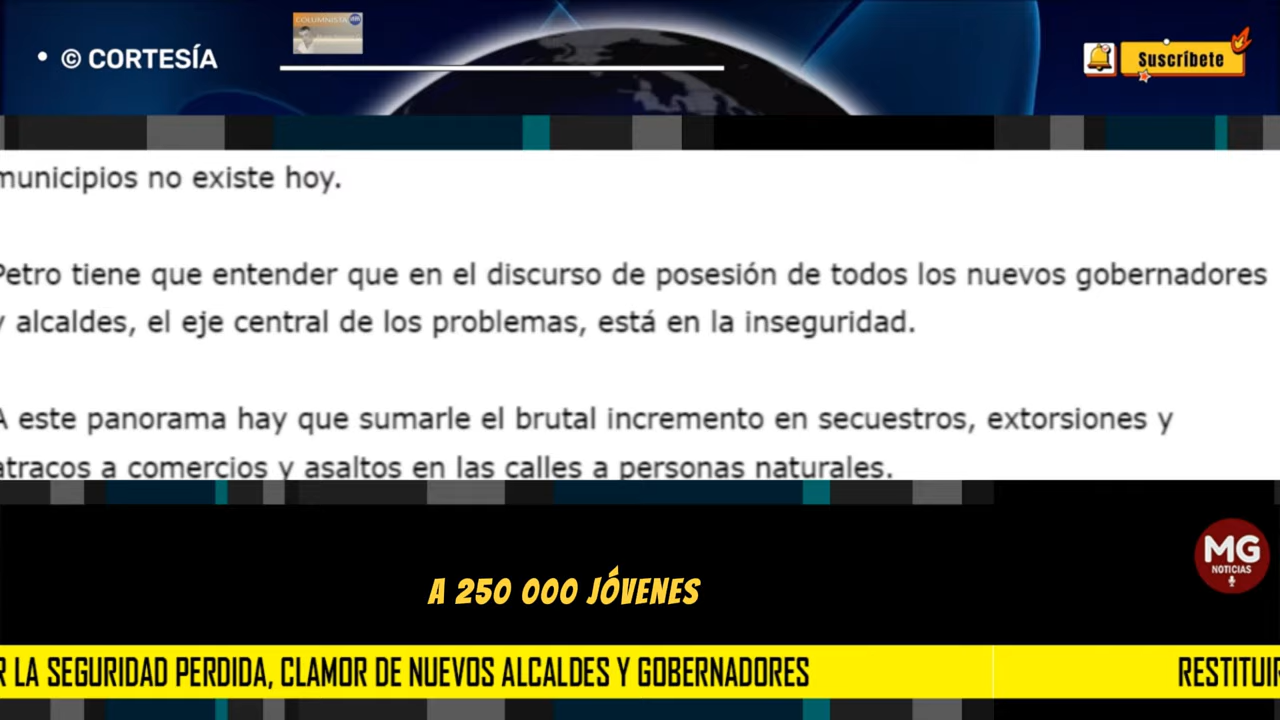 COLUMNISTA
• © CORTESÍA
Suscríbete
municipios no existe hoy.
Petro tiene que entender que en el discurso de posesión de todos los nuevos gobernadores
y alcaldes, el eje central de los problemas, está en la inseguridad.
A este panorama hay que sumarle el brutal incremento en secuestros, extorsiones y
atracos a comercios y asaltos en las calles a personas naturales.
MG
NOTICIAS
A 250 000 JÓVENES
R LA SEGURIDAD PERDIDA, CLAMOR DE NUEVOS ALCALDES Y GOBERNADORES RESTITUIR